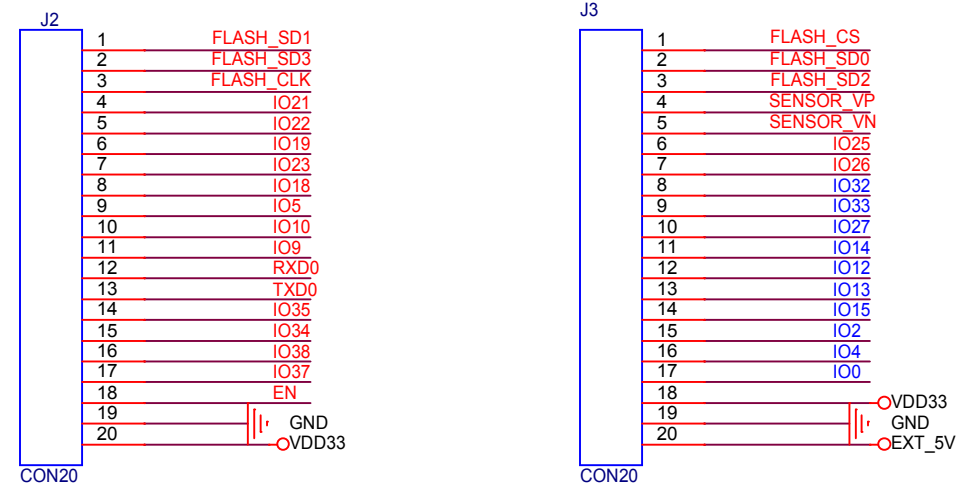 J2
1 FLASH_SD1
2 FLASH_SD3
3 FLASH_CLK
4 IO21
5 IO22
6 IO19
7 IO23
8 IO18
9 IO5
10 IO10
11 IO9
12 RXD0
13 TXD0
14 IO35
15 IO34
16 IO38
17 IO37
18 EN
19 GND
20 VDD33
CON20
J3
1 FLASH_CS
2 FLASH_SD0
3 FLASH_SD2
4 SENSOR_VP
5 SENSOR_VN
6 IO25
7 IO26
8 IO32
9 IO33
10 IO27
11 IO14
12 IO12
13 IO13
14 IO15
15 IO2
16 IO4
17 IO0
18 VDD33
19 GND
20 EXT_5V
CON20